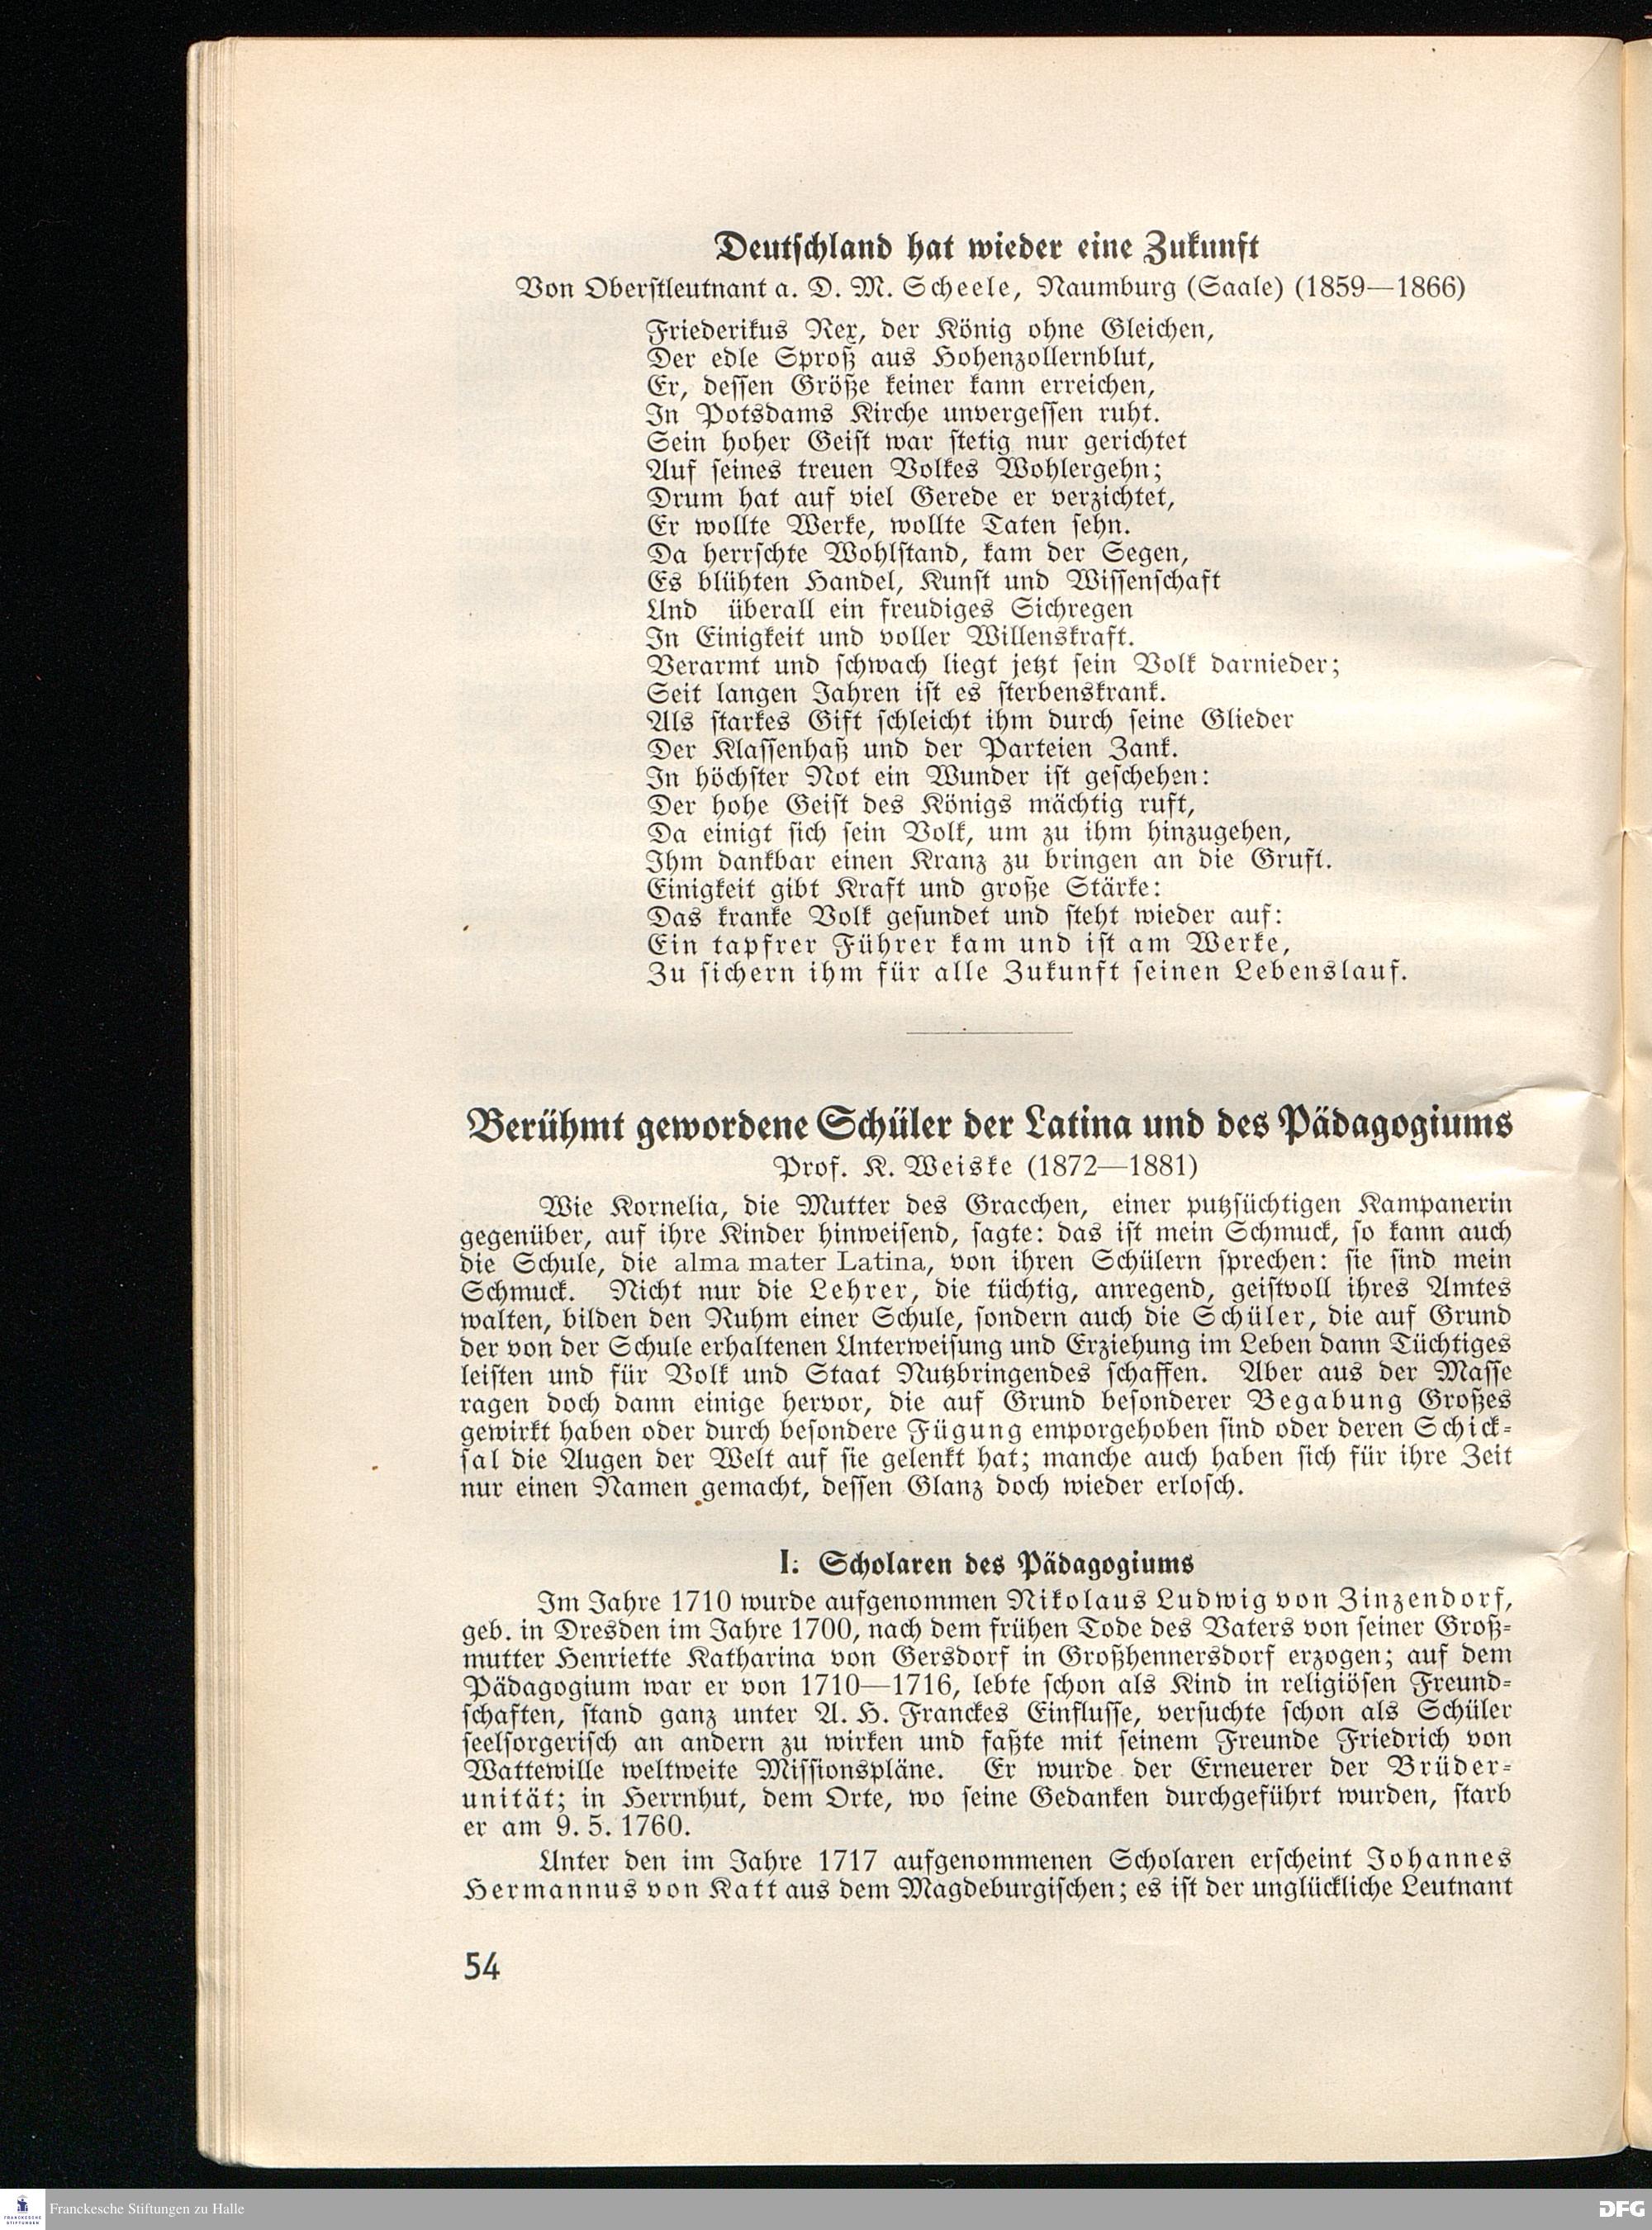 Deutschland hat wieder eine Zukunft
Von Oberstleutnant a. D. M. Scheele, Naumburg (Saale) (1859—1866)
Friederikus Rex, der König ohne Gleichen,
Der edle Sproß aus Hohenzollernblut,
Er, dessen Größe keiner kann erreichen,
In Potsdams Kirche unvergessen ruht.
Sein hoher Geist war stetig nur gerichtet
Auf seines treuen Volkes Wohlergehn;
Drum hat auf viel Gerede er verzichtet,
Er wollte Werke, wollte Taten sehn.
Da herrschte Wohlstand, kam der Segen,
Es blühten Handel, Kunst und Wissenschaft
Und überall ein freudiges Sichregen
In Einigkeit und voller Willenskraft.
Verarmt und schwach liegt jetzt sein Volk darnieder;
Seit langen Jahren ist es sterbenskrank.
Als starkes Gift schleicht ihm durch seine Glieder
Der Klassenhaß und der Parteien Zank.
In höchster Not ein Wunder ist geschehen:
Der hohe Geist des Königs mächtig ruft,
Da einigt sich sein Volk, um zu ihm hinzugehen,
Ihm dankbar einen Kranz zu bringen an die Gruft.
Einigkeit gibt Kraft und große Stärke:
Das kranke Volk gesundet und steht wieder auf:
Ein tapfrer Führer kam und ist am Werke,
Zu sichern ihm für alle Zukunft seinen Lebenslauf.
Berühmt gewordene Schüler der Latina und des Pädagogiums
Prof. K. Weiske (1872—1881)
Wie Kornelia, die Mutter des Gracchen, einer putzsüchtigen Kampanerin
gegenüber, auf ihre Kinder hinweisend, sagte: das ist mein Schmuck, so kann auch
die Schule, die alma mater Latina, von ihren Schülern sprechen: sie sind mein
Schmuck. Nicht nur die Lehrer, die tüchtig, anregend, geistvoll ihres Amtes
walten, bilden den Ruhm einer Schule, sondern auch die Schüler, die auf Grund
der von der Schule erhaltenen Unterweisung und Erziehung im Leben dann Tüchtiges
leisten und für Volk und Staat Nutzbringendes schaffen. Aber aus der Masse
ragen doch dann einige hervor, die auf Grund besonderer Begabung Großes
gewirkt haben oder durch besondere Fügung emporgehoben sind oder deren Schick-
sal die Augen der Welt auf sie gelenkt hat; manche auch haben sich für ihre Zeit
nur einen Namen gemacht, dessen Glanz doch wieder erlosch.
I: Scholaren des Pädagogiums
Im Jahre 1710 wurde aufgenommen Nikolaus Ludwig von Zinzendorf,
geb. in Dresden im Jahre 1700, nach dem frühen Tode des Vaters von seiner Groß-
mutter Henriette Katharina von Gersdorf in Großhennersdorf erzogen; auf dem
Pädagogium war er von 1710—1716, lebte schon als Kind in religiösen Freund-
schaften, stand ganz unter A. H. Franckes Einflusse, versuchte schon als Schüler
seelsorgerisch an andern zu wirken und faßte mit seinem Freunde Friedrich von
Wattewille weltweite Missionspläne. Er wurde der Erneuerer der Brüder-
unität; in Herrnhut, dem Orte, wo seine Gedanken durchgeführt wurden, starb
er am 9. 5. 1760.
Unter den im Jahre 1717 aufgenommenen Scholaren erscheint Johannes
Hermannus von Katt aus dem Magdeburgischen; es ist der unglückliche Leutnant
54
Franckesche Stiftungen zu Halle
DFG